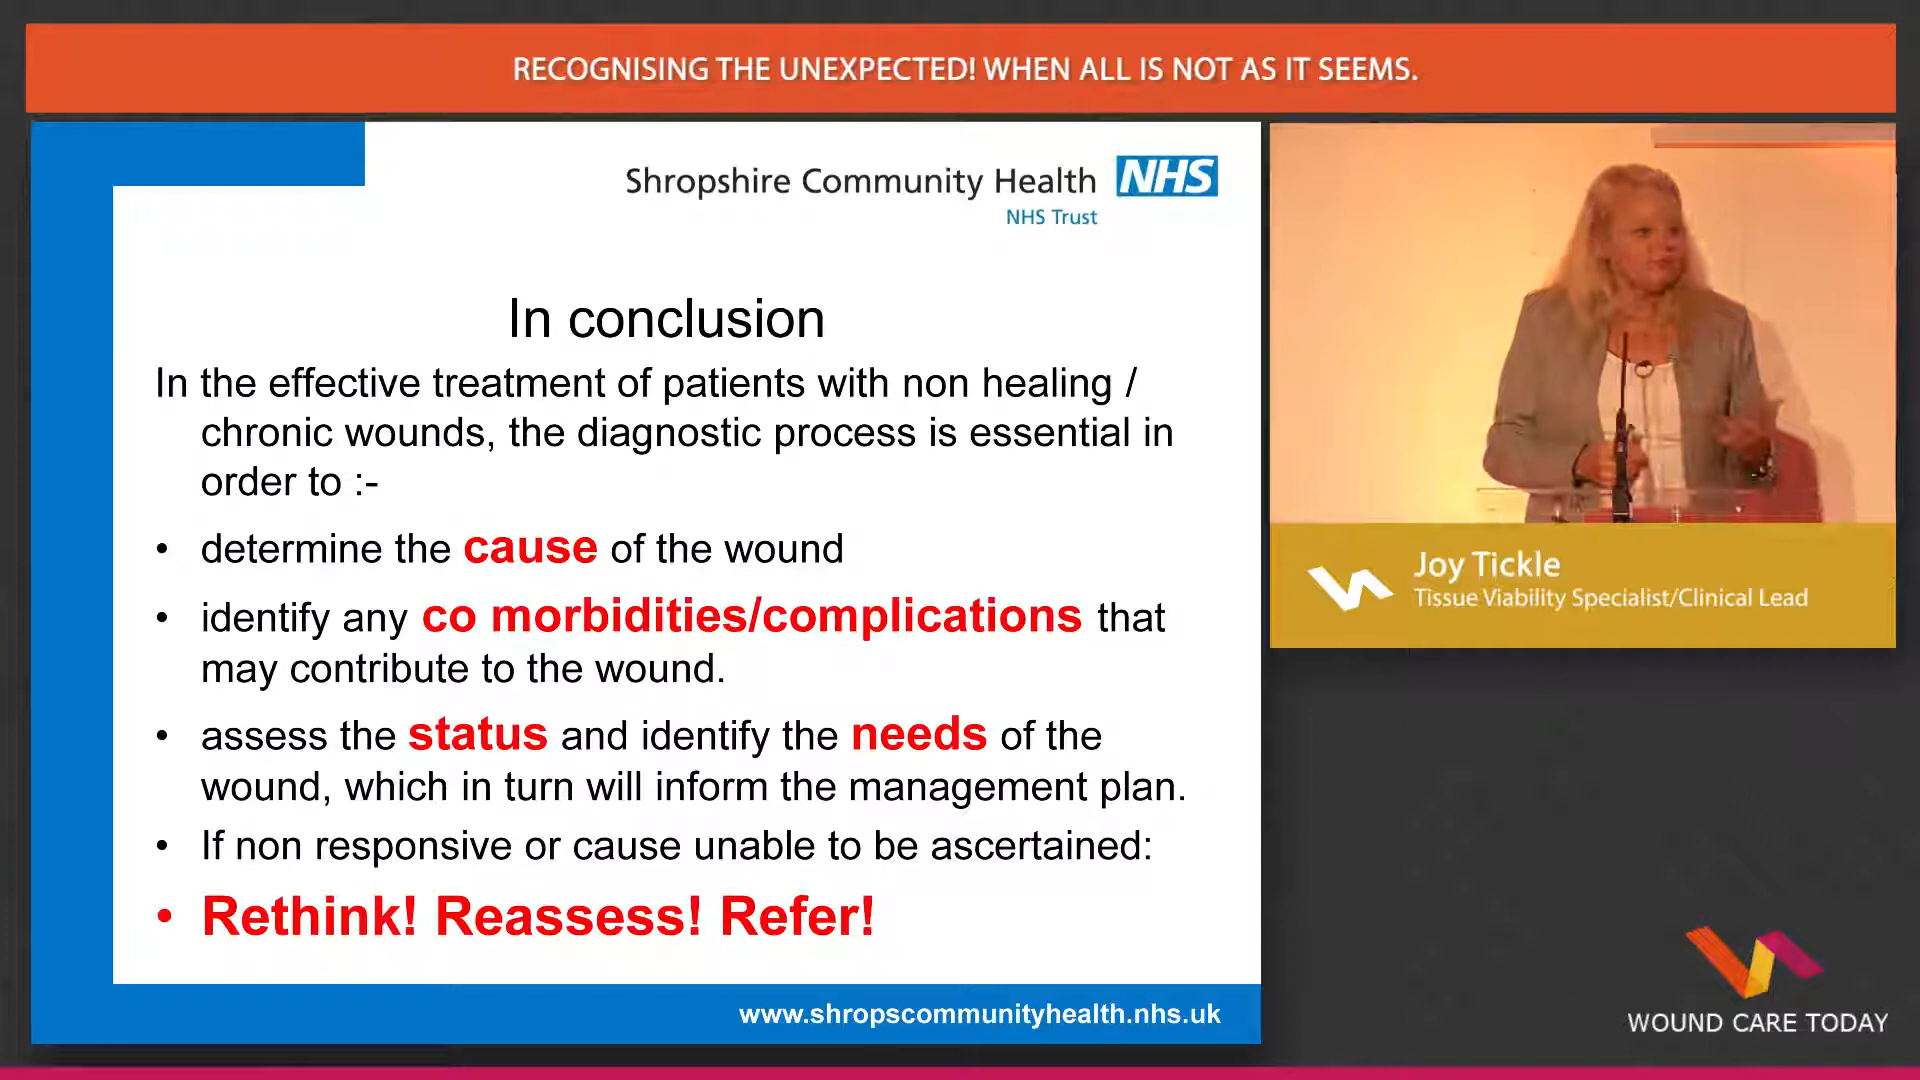 RECOGNISING THE UNEXPECTED! WHEN ALL IS NOT AS IT SEEMS.
Shropshire Community Health NHS
NHS Trust
In conclusion
In the effective treatment of patients with non healing /
chronic wounds, the diagnostic process is essential in
order to :-
• determine the cause of the wound
• identify any co morbidities/complications that
may contribute to the wound.
• assess the status and identify the needs of the
wound, which in turn will inform the management plan.
• If non responsive or cause unable to be ascertained:
• Rethink! Reassess! Refer!
www.shropscommunityhealth.nhs.uk
Joy Tickle
Tissue Viability Specialist/Clinical Lead
WOUND CARE TODAY